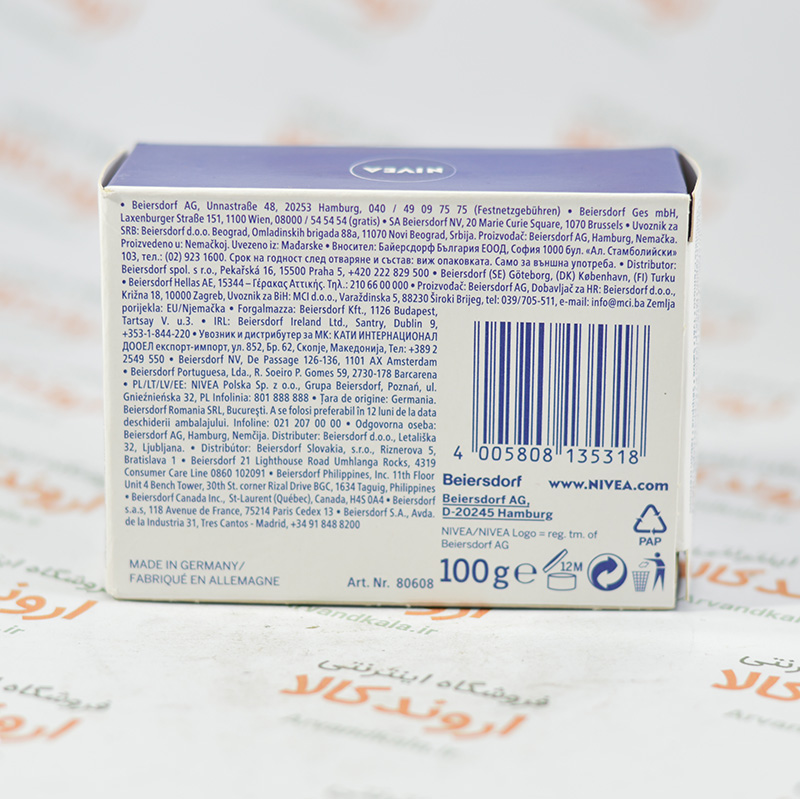 NIVEA
• Beiersdorf AG, Unnastraße 48, 20253 Hamburg, 040 / 49 09 75 75 (Festnetzgebühren) • Beiersdorf Ges mbH,
Laxenburger Straße 151, 1100 Wien, 08000 / 54 54 54 (gratis) • SA Beiersdorf NV, 20 Marie Curie Square, 1070 Brussels • Uvoznik za
SRB: Beiersdorf d.o.o. Beograd, Omladinskih brigada 88a, 11070 Novi Beograd, Srbija. Proizvođač: Beiersdorf AG, Hamburg, Nemačka.
Proizvedeno u: Nemačkoj. Uvezeno iz: Mađarske • Вносител: Байерсдорф България ЕООД, София 1000 бул. «Ал. Стамболийски»
103, тел.: (02) 923 1600. Срок на годност след отваряне и състав: виж опаковката. Само за външна употреба. • Distributor:
Beiersdorf spol. s r.o., Pekařská 16, 15500 Praha 5, +420 222 829 500 • Beiersdorf (SE) Göteborg, (DK) København, (FI) Turku
• Beiersdorf Hellas AE, 15344 – Γέρακας Αττικής. Τηλ.: 210 66 00 000 • Proizvođač: Beiersdorf AG, Dobavljač za HR: Beiersdorf d.o.o.,
Križna 18, 10000 Zagreb, Uvoznik za BiH: MCI d.o.o., Varaždinska 5, 88230 Široki Brijeg, tel: 039/705-511, e-mail: info@mci.ba Zemlja
porijekla: EU/Njemačka • Forgalmazza: Beiersdorf Kft., 1126 Budapest,
Tartsay V. u.3. • IRL: Beiersdorf Ireland Ltd., Santry, Dublin 9,
+353-1-844-220 • Увозник и дистрибутер за МК: КАТИ ИНТЕРНАЦИОНАЛ
ДООЕЛ експорт-импорт, ул. 852, Бр. 62, Скопје, Македонија, Тел: +389 2
2549 550 • Beiersdorf NV, De Passage 126-136, 1101 AX Amsterdam
• Beiersdorf Portuguesa, Lda., R. Soeiro P. Gomes 59, 2730-178 Barcarena
• PL/LT/LV/EE: NIVEA Polska Sp. z o.o., Grupa Beiersdorf, Poznań, ul.
Gnieźnieńska 32, PL Infolinia: 801 888 888 • Țara de origine: Germania.
Beiersdorf Romania SRL, București. A se folosi preferabil în 12 luni de la data
deschiderii ambalajului. Infoline: 021 207 00 00 • Odgovorna oseba:
Beiersdorf AG, Hamburg, Nemčija. Distributer: Beiersdorf d.o.o., Letališka
32, Ljubljana. • Distribútor: Beiersdorf Slovakia, s.r.o., Riznerova 5,
Bratislava 1 • Beiersdorf 21 Lighthouse Road Umhlanga Rocks, 4319
Consumer Care Line 0860 102091 • Beiersdorf Philippines, Inc. 11th Floor
Unit 4 Bench Tower, 30th St. corner Rizal Drive BGC, 1634 Taguig, Philippines
• Beiersdorf Canada Inc., St-Laurent (Québec), Canada, H4S 0A4 • Beiersdorf
s.a.s, 118 Avenue de France, 75214 Paris Cedex 13 • Beiersdorf S.A., Avda.
de la Industria 31, Tres Cantos - Madrid, +34 91 848 8200
4 005808 135318
Beiersdorf www.NIVEA.com
Beiersdorf AG,
D-20245 Hamburg
NIVEA/NIVEA Logo = reg. tm. of
Beiersdorf AG
PAP
MADE IN GERMANY/
FABRIQUÉ EN ALLEMAGNE
Art. Nr. 80608
100 g ℮
12M
فروشگاه اینترنتی
اروند کالا
Arvandkala.ir